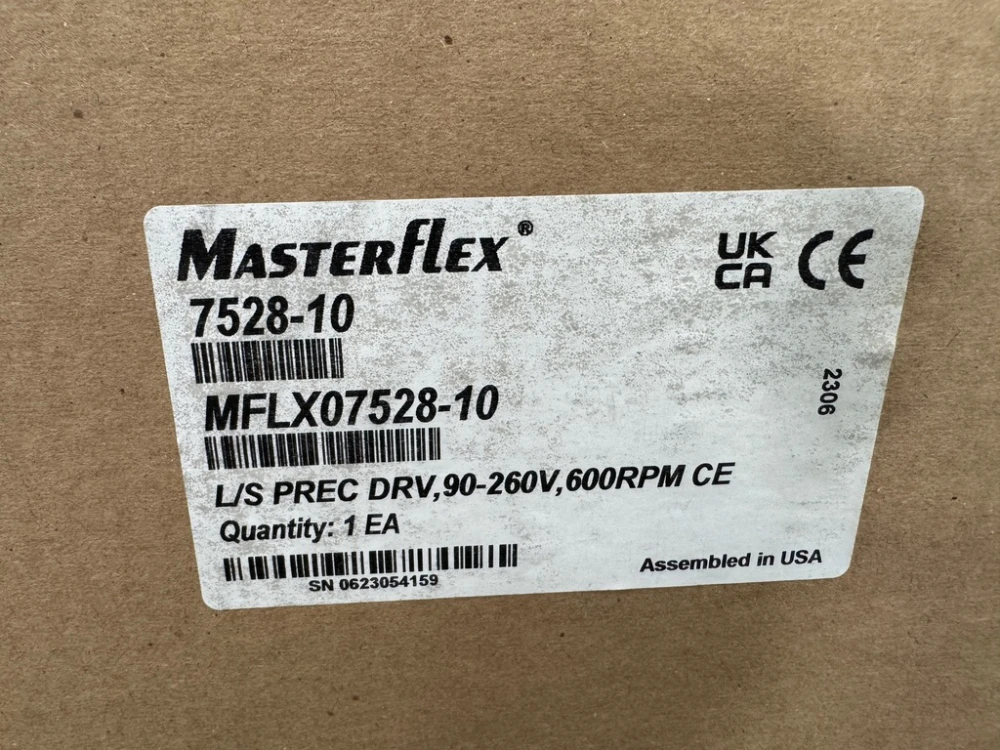 MASTERFLEX®
UK
CA
CE
7528-10
MFLX07528-10
2306
L/S PREC DRV,90-260V,600RPM CE
Quantity: 1 EA
SN 0623054159
Assembled in USA